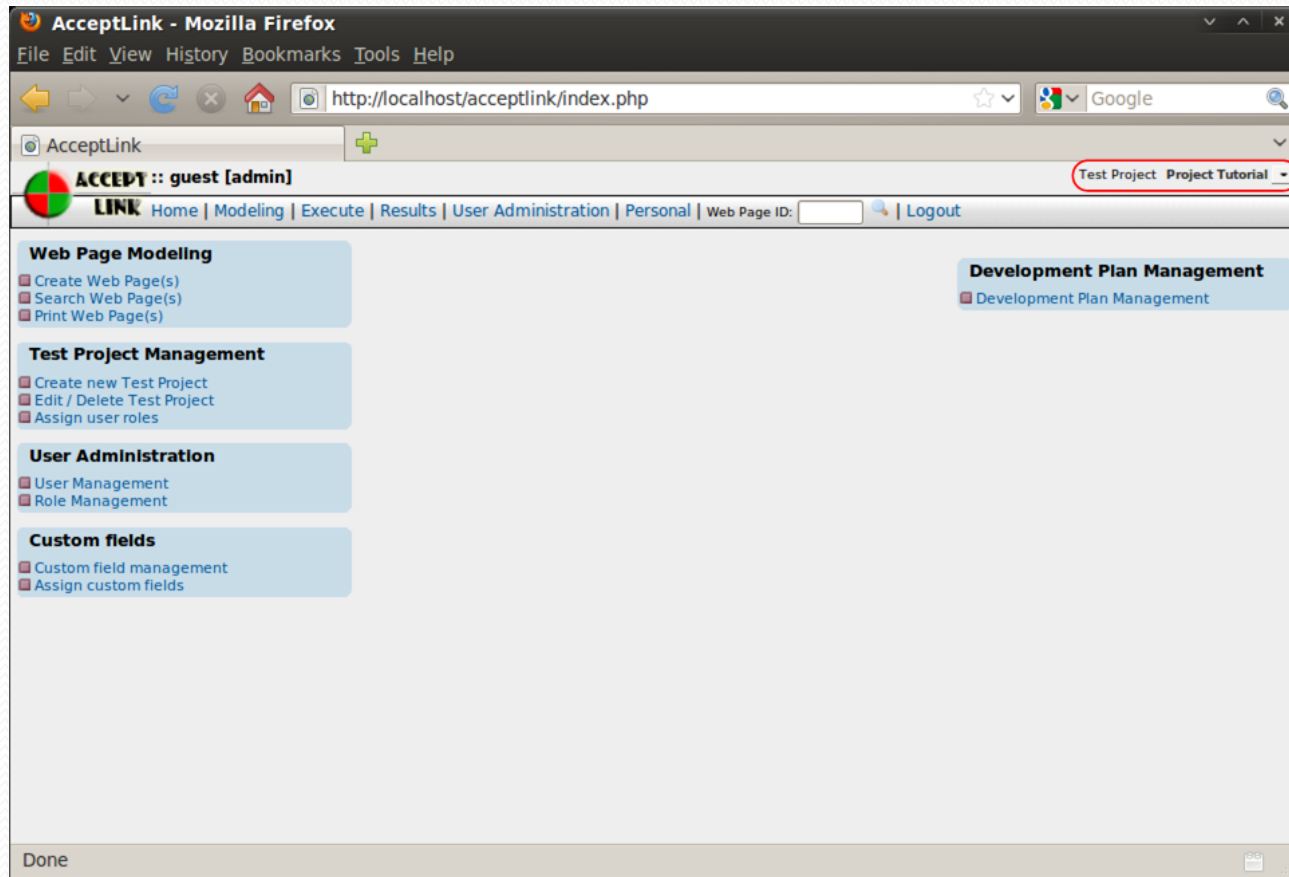 AcceptLink - Mozilla Firefox
File Edit View History Bookmarks Tools Help
http://localhost/acceptlink/index.php
Google
AcceptLink
ACCEPT :: guest [admin]
Test Project Project Tutorial
LINK Home | Modeling | Execute | Results | User Administration | Personal | Web Page ID: | Logout
Web Page Modeling
Create Web Page(s)
Search Web Page(s)
Print Web Page(s)
Test Project Management
Create new Test Project
Edit / Delete Test Project
Assign user roles
User Administration
User Management
Role Management
Custom fields
Custom field management
Assign custom fields
Development Plan Management
Development Plan Management
Done